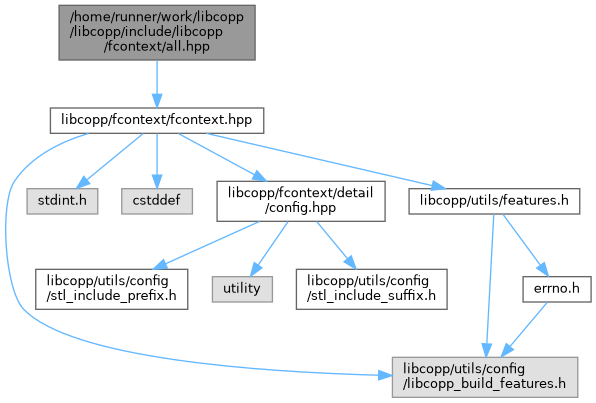 /home/runner/work/libcopp
/libcopp/include/libcopp
/fcontext/all.hpp
libcopp/fcontext/fcontext.hpp
stdint.h
cstddef
libcopp/fcontext/detail
/config.hpp
libcopp/utils/features.h
libcopp/utils/config
/stl_include_prefix.h
utility
libcopp/utils/config
/stl_include_suffix.h
errno.h
libcopp/utils/config
/libcopp_build_features.h